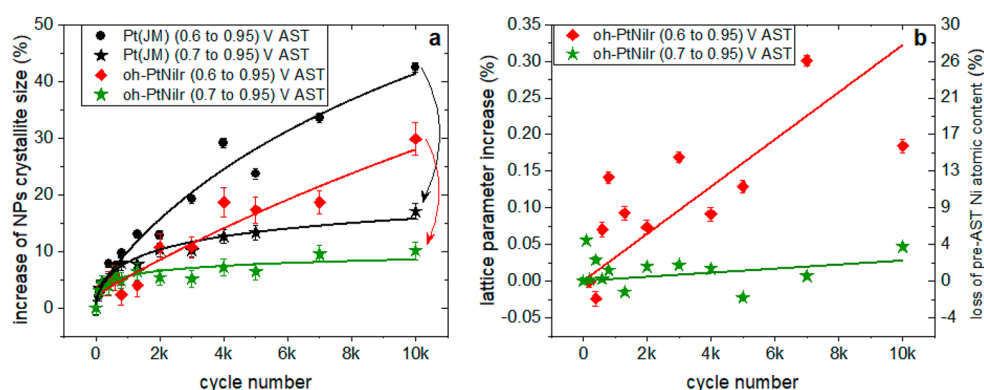 Pt(JM) (0.6 to 0.95) V AST
Pt(JM) (0.7 to 0.95) V AST
oh-PtNiIr (0.6 to 0.95) V AST
oh-PtNiIr (0.7 to 0.95) V AST
a
increase of NPs crystallite size (%)
50
40
30
20
10
0
0
2k
4k
6k
8k
10k
cycle number
oh-PtNiIr (0.6 to 0.95) V AST
oh-PtNiIr (0.7 to 0.95) V AST
b
lattice parameter increase (%)
0.35
0.30
0.25
0.20
0.15
0.10
0.05
0.00
-0.05
0
2k
4k
6k
8k
10k
cycle number
30
26
22
17
13
8
4
0
-4
loss of pre-AST Ni atomic content (%)